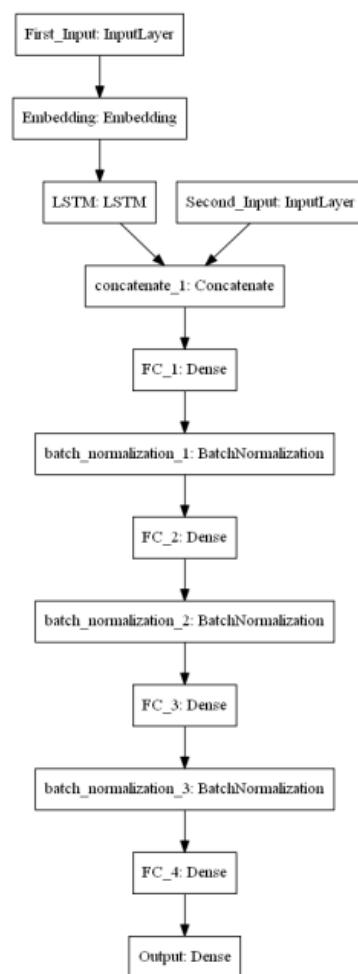 First_Input: InputLayer
Embedding: Embedding
LSTM: LSTM
Second_Input: InputLayer
concatenate_1: Concatenate
FC_1: Dense
batch_normalization_1: BatchNormalization
FC_2: Dense
batch_normalization_2: BatchNormalization
FC_3: Dense
batch_normalization_3: BatchNormalization
FC_4: Dense
Output: Dense